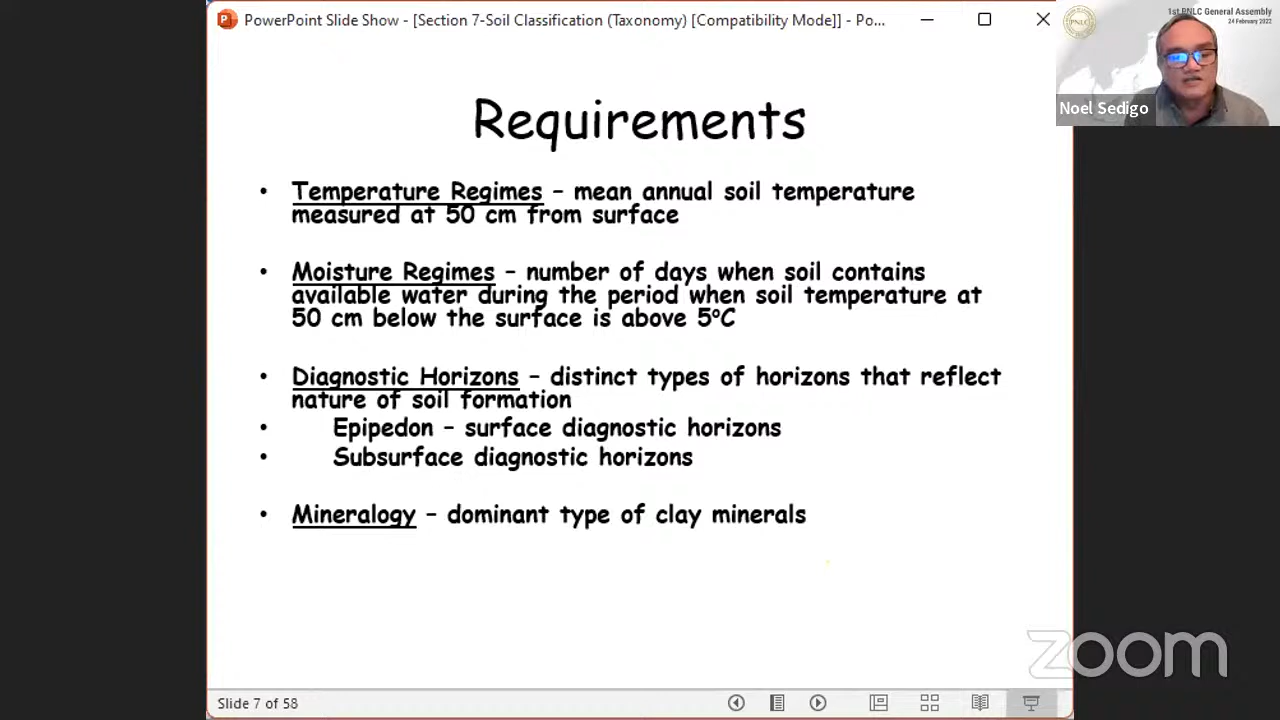 PowerPoint Slide Show - [Section 7-Soil Classification (Taxonomy) [Compatibility Mode]] - Po...
1st PNLC General Assembly
24 February 2022
PNLC
Noel Sedigo
Requirements
• Temperature Regimes – mean annual soil temperature
measured at 50 cm from surface
• Moisture Regimes – number of days when soil contains
available water during the period when soil temperature at
50 cm below the surface is above 5°C
• Diagnostic Horizons – distinct types of horizons that reflect
nature of soil formation
• Epipedon – surface diagnostic horizons
• Subsurface diagnostic horizons
• Mineralogy – dominant type of clay minerals
zoom
Slide 7 of 58